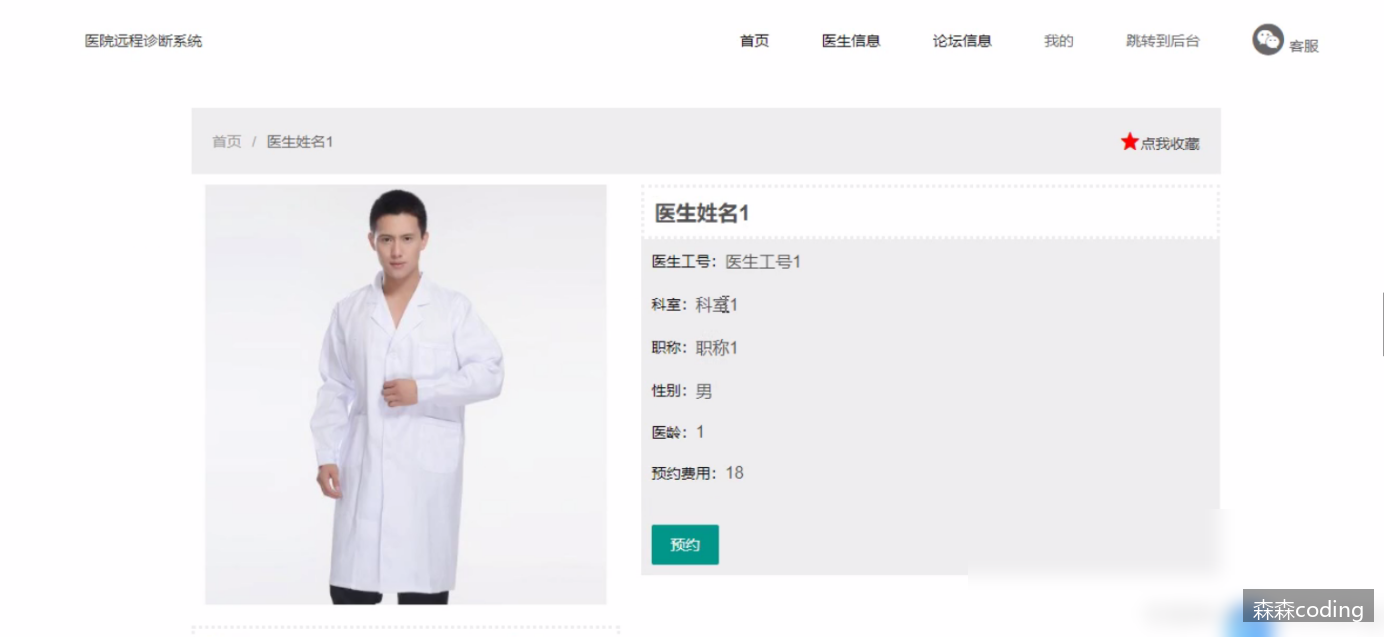 医院远程诊断系统 首页 医生信息 论坛信息 我的 跳转到后台 客服
首页 / 医生姓名1 点我收藏
医生姓名1
医生工号：医生工号1
科室：科室1
职称：职称1
性别：男
医龄：1
预约费用：18
预约
森森coding